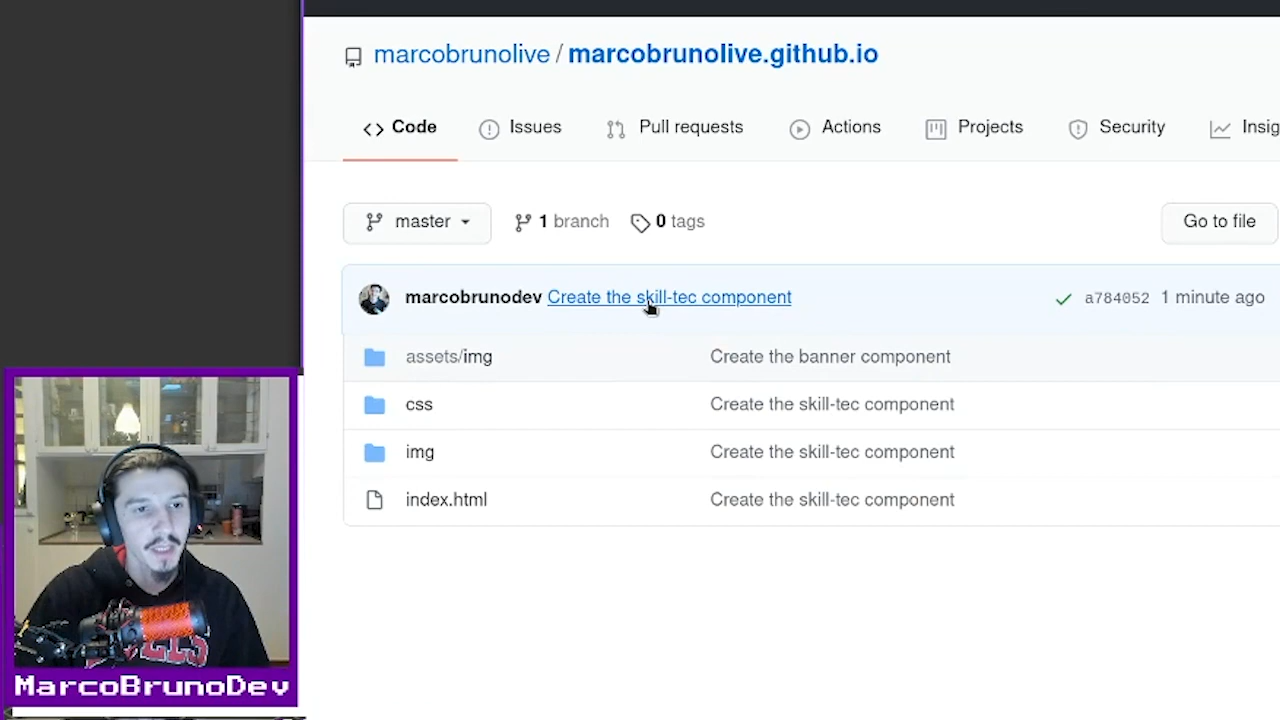 marcobrunolive / marcobrunolive.github.io
Code Issues Pull requests Actions Projects Security Insig
master 1 branch 0 tags Go to file
marcobrunodev Create the skill-tec component a784052 1 minute ago
assets/img Create the banner component
css Create the skill-tec component
img Create the skill-tec component
index.html Create the skill-tec component
MarcoBrunoDev